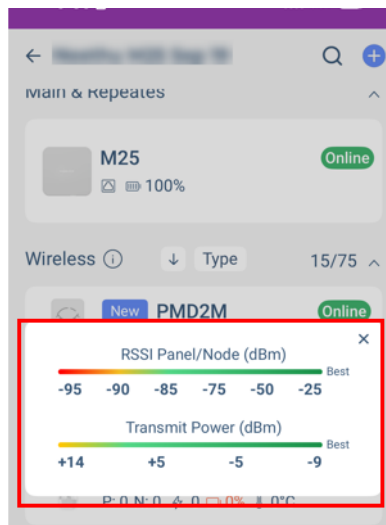 Main & Repeates
M25
Online
100%
Wireless
Type
15/75
New PMD2M
Online
RSSI Panel/Node (dBm)
Best
-95 -90 -85 -75 -50 -25
Transmit Power (dBm)
Best
+14 +5 -5 -9
P: 0 N: 0 0 0% 0°C